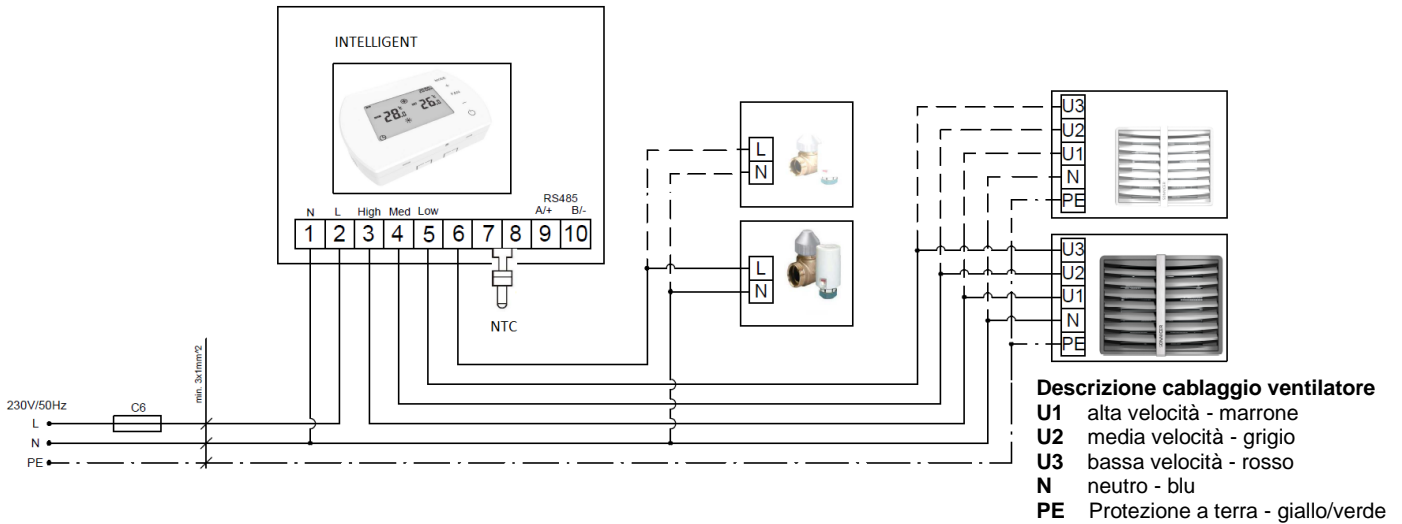 INTELLIGENT
RS485
N L High Med Low A/+ B/-
1 2 3 4 5 6 7 8 9 10
NTC
L
N
L
N
U3
U2
U1
N
PE
U3
U2
U1
N
PE
min. 3x1mm^2
230V/50Hz
C6
L
N
PE
Descrizione cablaggio ventilatore
U1 alta velocità - marrone
U2 media velocità - grigio
U3 bassa velocità - rosso
N neutro - blu
PE Protezione a terra - giallo/verde